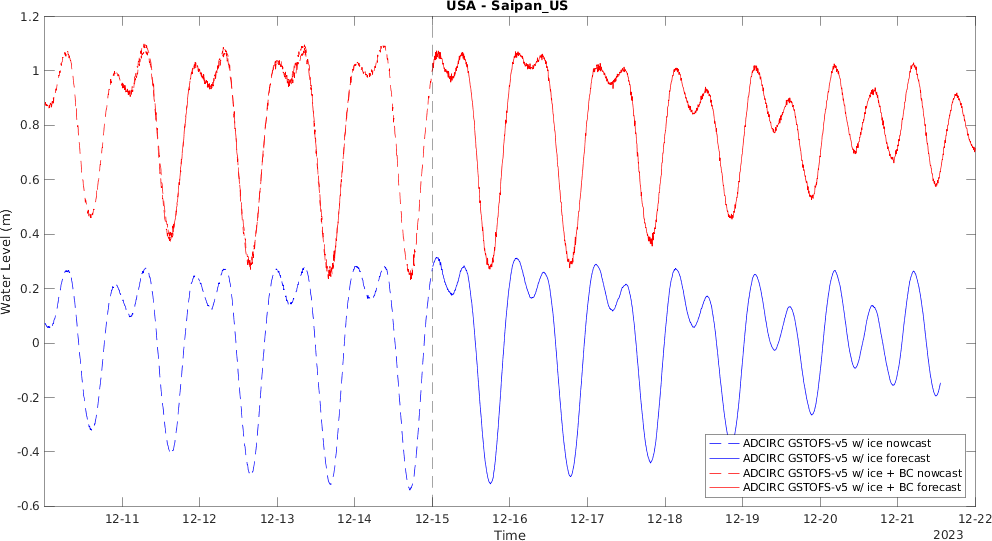 USA - Saipan_US
1.2
1
0.8
0.6
0.4
0.2
0
-0.2
-0.4
-0.6
Water Level (m)
ADCIRC GSTOFS-v5 w/ ice nowcast
ADCIRC GSTOFS-v5 w/ ice forecast
ADCIRC GSTOFS-v5 w/ ice + BC nowcast
ADCIRC GSTOFS-v5 w/ ice + BC forecast
12-11 12-12 12-13 12-14 12-15 12-16 12-17 12-18 12-19 12-20 12-21 12-22
Time
2023